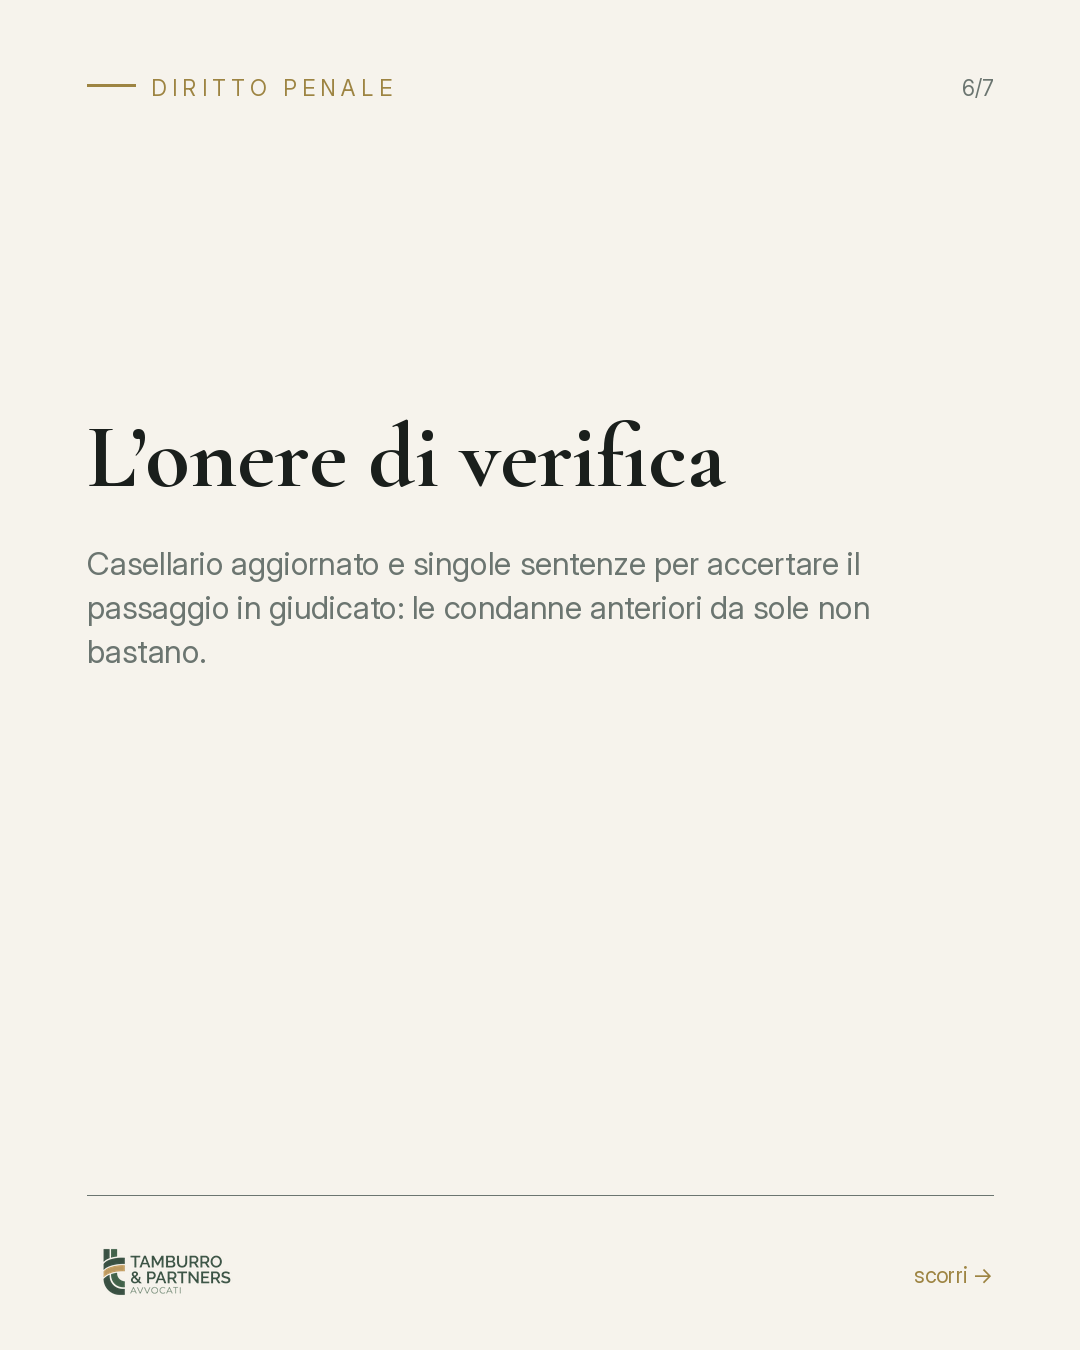 DIRITTO PENALE
6/7
L’onere di verifica
Casellario aggiornato e singole sentenze per accertare il
passaggio in giudicato: le condanne anteriori da sole non
bastano.
TAMBURRO
& PARTNERS
AVVOCATI
scorri →